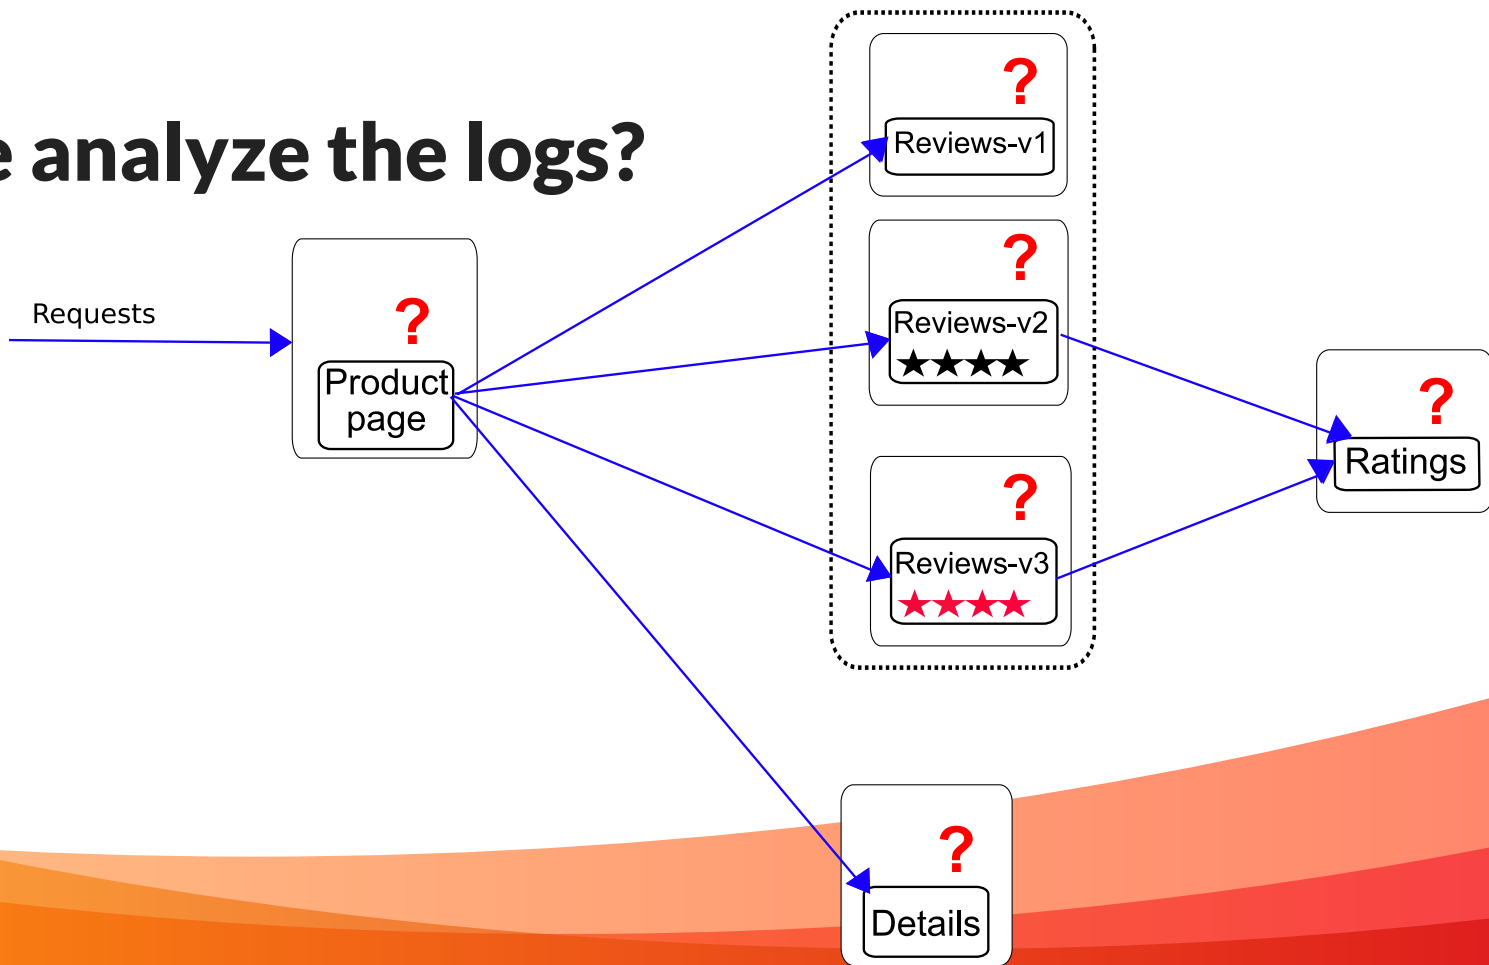 e analyze the logs?
Requests
?
Product
page
?
Reviews-v1
?
Reviews-v2
?
Reviews-v3
?
Ratings
?
Details